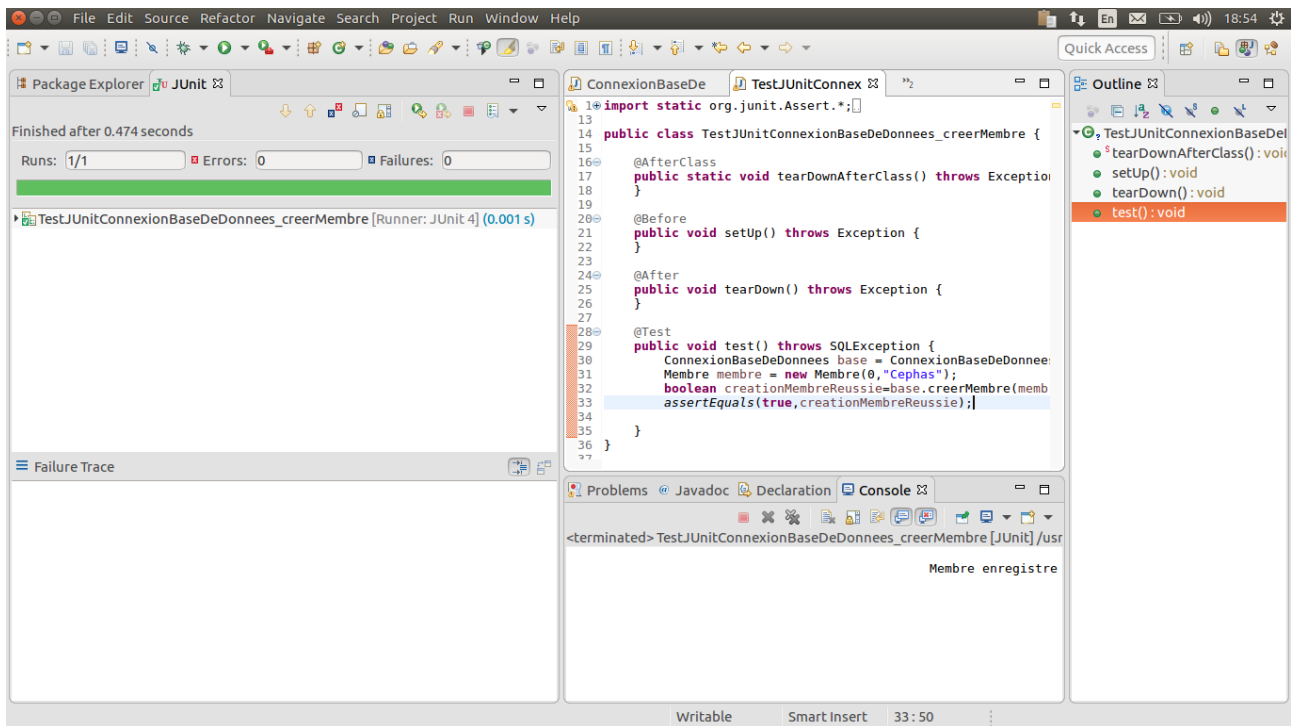 File Edit Source Refactor Navigate Search Project Run Window Help
En 18:54
Quick Access
Package Explorer JUnit
Finished after 0.474 seconds
Runs: 1/1 Errors: 0 Failures: 0
TestJUnitConnexionBaseDeDonnees_creerMembre [Runner: JUnit 4] (0.001 s)
Failure Trace
ConnexionBaseDe TestJUnitConnex »2
1 import static org.junit.Assert.*;
13
14 public class TestJUnitConnexionBaseDeDonnees_creerMembre {
15
16 @AfterClass
17 public static void tearDownAfterClass() throws Exception
18 }
19
20 @Before
21 public void setUp() throws Exception {
22 }
23
24 @After
25 public void tearDown() throws Exception {
26 }
27
28 @Test
29 public void test() throws SQLException {
30 ConnexionBaseDeDonnees base = ConnexionBaseDeDonnees
31 Membre membre = new Membre(0,"Cephas");
32 boolean creationMembreReussie=base.creerMembre(memb
33 assertEquals(true,creationMembreReussie);
34
35 }
36 }
37
Problems Javadoc Declaration Console
<terminated> TestJUnitConnexionBaseDeDonnees_creerMembre [JUnit] /usr
Membre enregistre
Outline
TestJUnitConnexionBaseDe
S tearDownAfterClass() : void
setUp() : void
tearDown() : void
test() : void
Writable Smart Insert 33 : 50